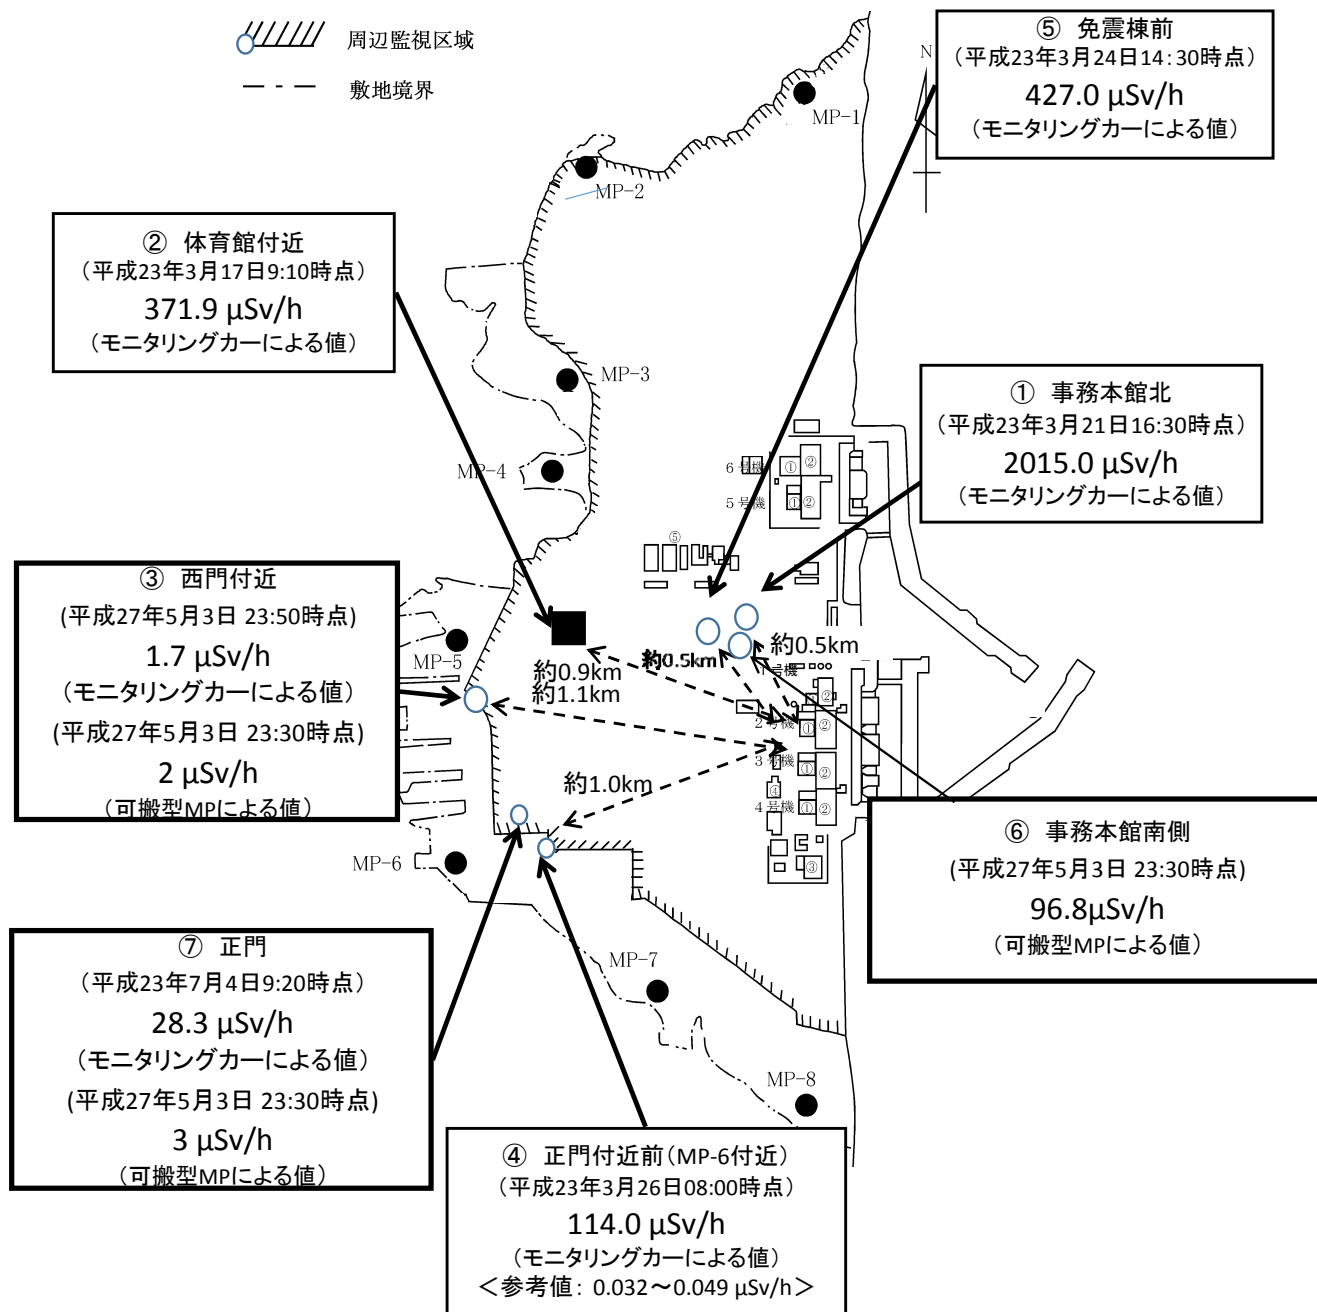 周辺監視区域
敷地境界
⑤ 免震棟前
(平成23年3月24日14:30時点)
427.0 μSv/h
(モニタリングカーによる値)
N
MP-1
MP-2
② 体育館付近
(平成23年3月17日9:10時点)
371.9 μSv/h
(モニタリングカーによる値)
MP-3
① 事務本館北
(平成23年3月21日16:30時点)
2015.0 μSv/h
(モニタリングカーによる値)
MP-4
6号機
①
②
5号機
①
②
⑤
③ 西門付近
(平成27年5月3日 23:50時点)
1.7 μSv/h
(モニタリングカーによる値)
(平成27年5月3日 23:30時点)
2 μSv/h
(可搬型MPによる値)
MP-5
約0.9km
約0.5km
約0.5km
約1.1km
1号機
②
2号機
①
②
3号機
①
②
約1.0km
④
4号機
①
②
③
MP-6
⑥ 事務本館南側
(平成27年5月3日 23:30時点)
96.8μSv/h
(可搬型MPによる値)
⑦ 正門
(平成23年7月4日9:20時点)
28.3 μSv/h
(モニタリングカーによる値)
(平成27年5月3日 23:30時点)
3 μSv/h
(可搬型MPによる値)
MP-7
MP-8
④ 正門付近前(MP-6付近)
(平成23年3月26日08:00時点)
114.0 μSv/h
(モニタリングカーによる値)
<参考値: 0.032~0.049 μSv/h>